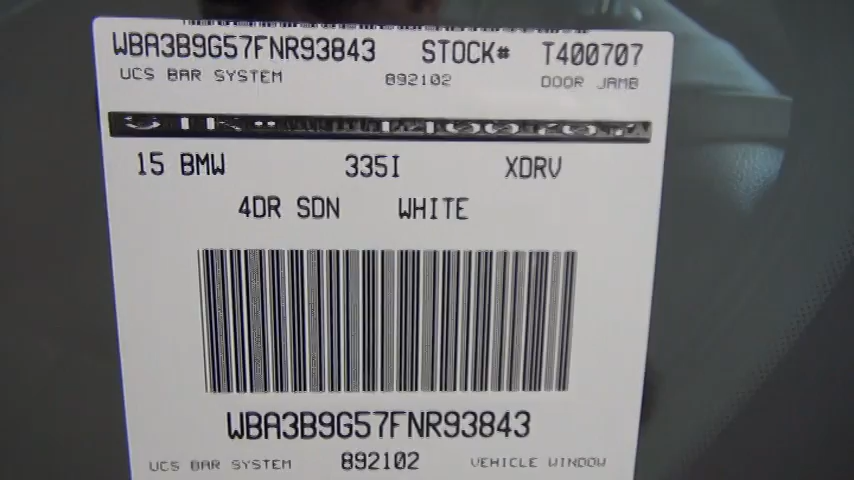 WBA3B9G57FNR93843 STOCK# T400707
UCS BAR SYSTEM 892102 DOOR JAMB
15 BMW 335I XDRV
4DR SDN WHITE
WBA3B9G57FNR93843
UCS BAR SYSTEM 892102 VEHICLE WINDOW